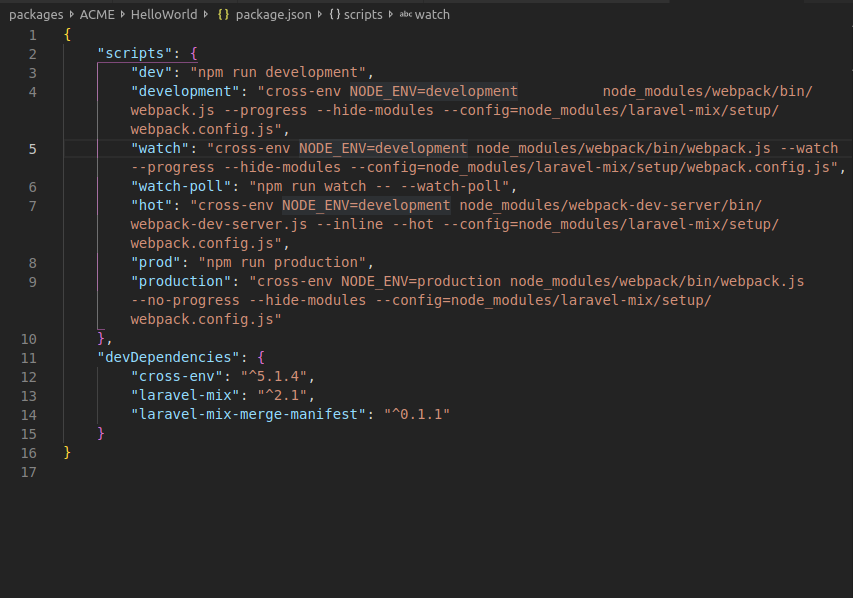 packages ACME HelloWorld {} package.json {} scripts abc watch
1 {
2 "scripts": {
3 "dev": "npm run development",
4 "development": "cross-env NODE_ENV=development          node_modules/webpack/bin/
webpack.js --progress --hide-modules --config=node_modules/laravel-mix/setup/
webpack.config.js",
5 "watch": "cross-env NODE_ENV=development node_modules/webpack/bin/webpack.js --watch
--progress --hide-modules --config=node_modules/laravel-mix/setup/webpack.config.js",
6 "watch-poll": "npm run watch -- --watch-poll",
7 "hot": "cross-env NODE_ENV=development node_modules/webpack-dev-server/bin/
webpack-dev-server.js --inline --hot --config=node_modules/laravel-mix/setup/
webpack.config.js",
8 "prod": "npm run production",
9 "production": "cross-env NODE_ENV=production node_modules/webpack/bin/webpack.js
--no-progress --hide-modules --config=node_modules/laravel-mix/setup/
webpack.config.js"
10 },
11 "devDependencies": {
12 "cross-env": "^5.1.4",
13 "laravel-mix": "^2.1",
14 "laravel-mix-merge-manifest": "^0.1.1"
15 }
16 }
17